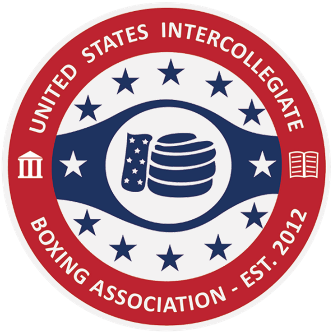 UNITED STATES INTERCOLLEGIATE
BOXING ASSOCIATION - EST. 2012